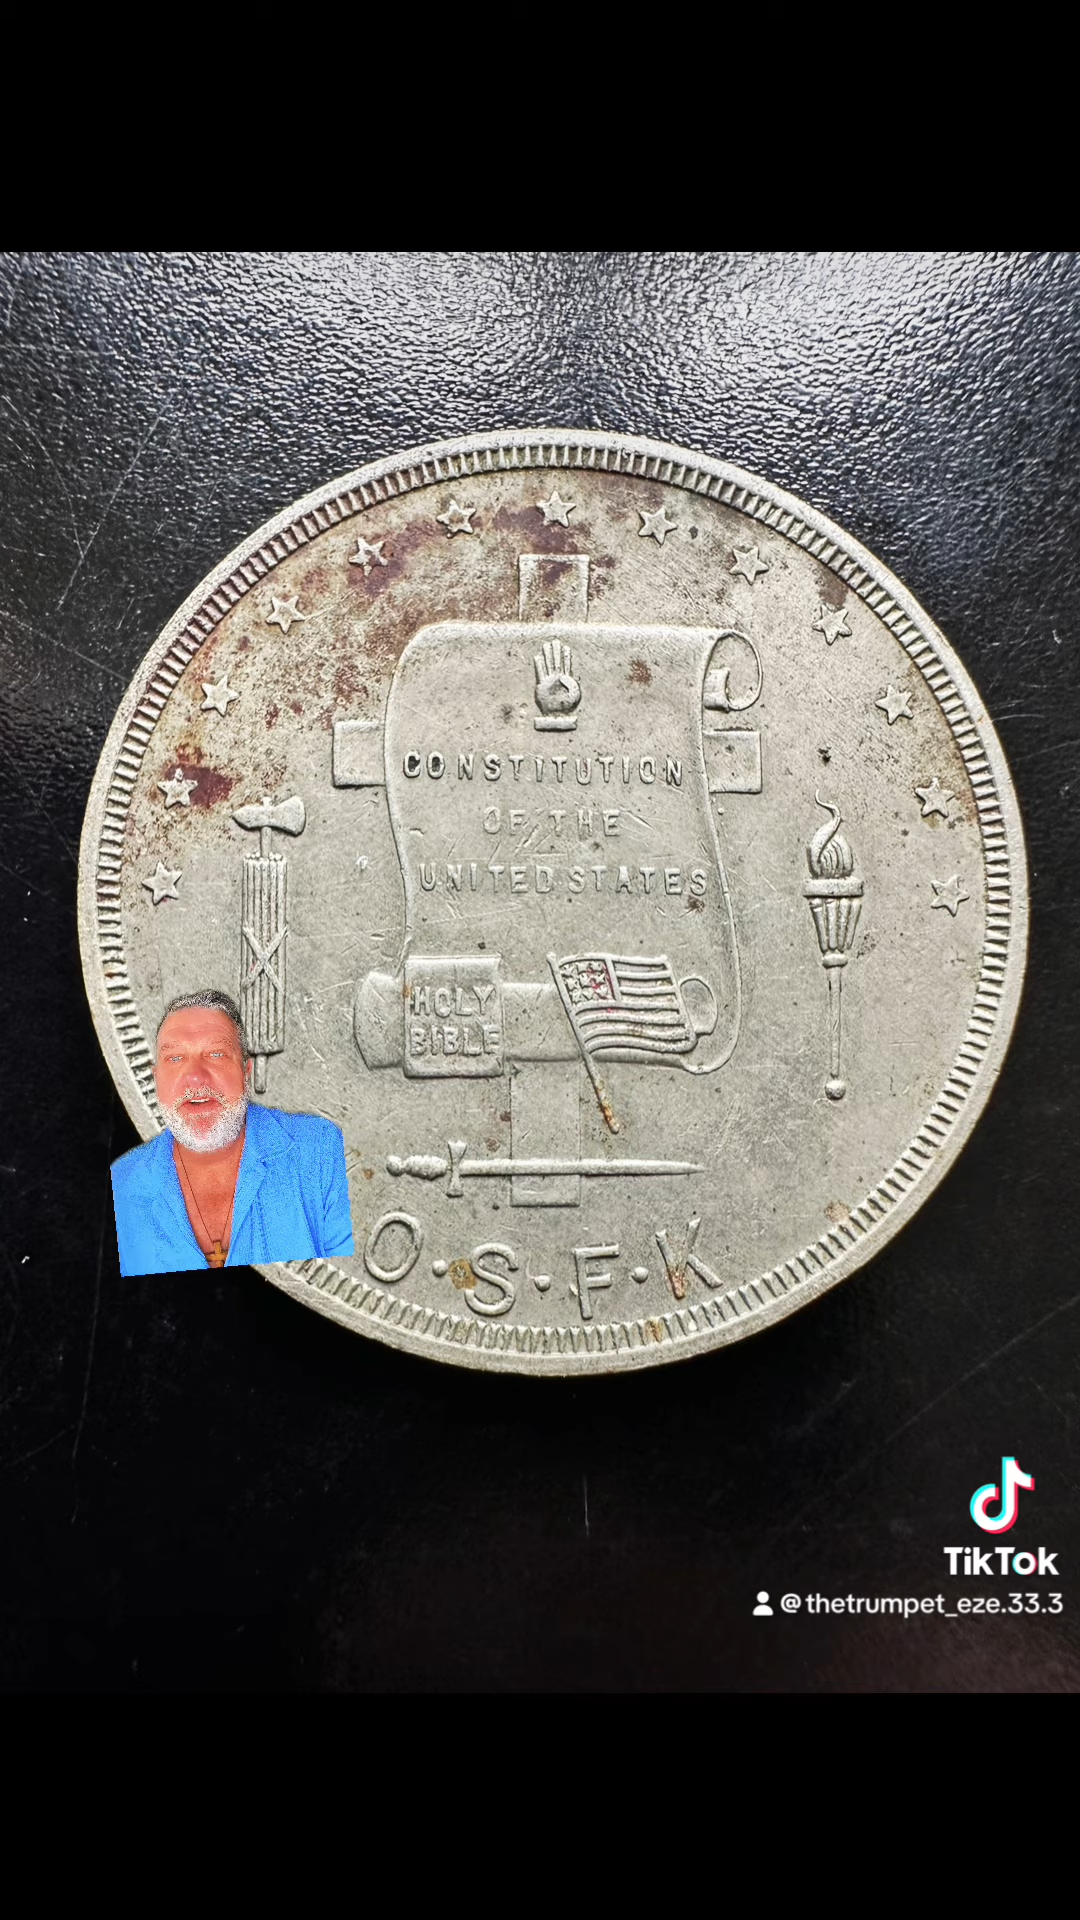 CONSTITUTION
OF THE
UNITED STATES
HOLY
BIBLE
O·S·F·K
TikTok
@thetrumpet_eze.33.3